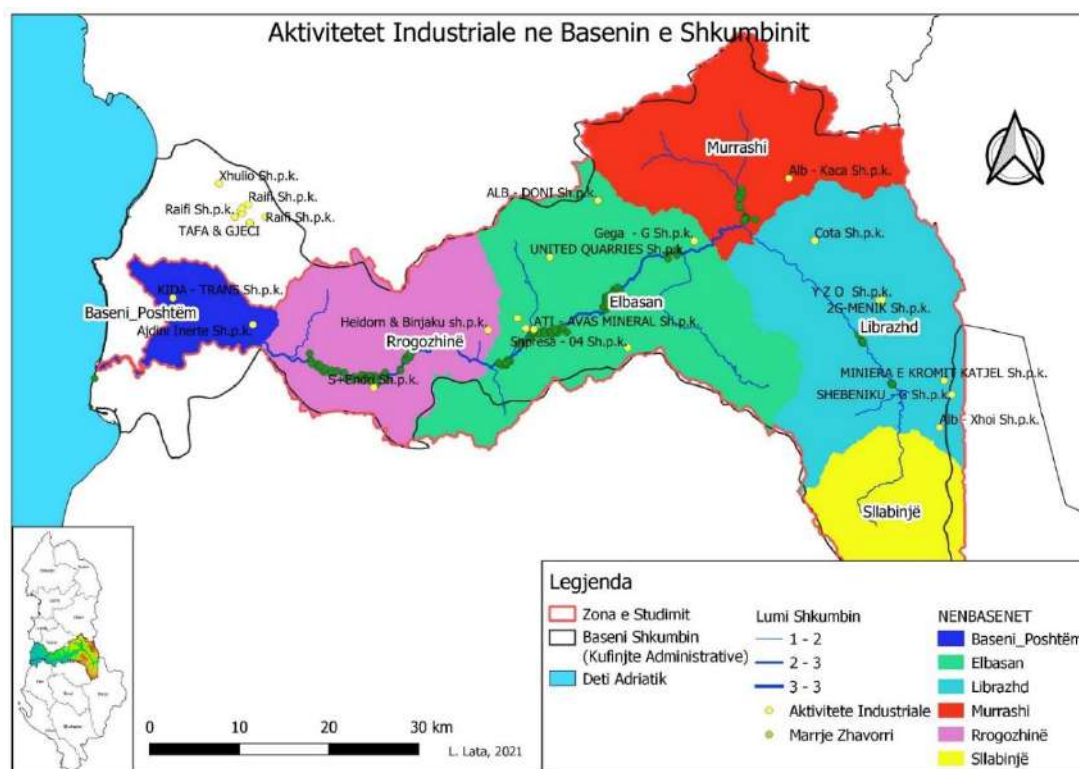 Aktivitetet Industriale ne Basenin e Shkumbinit
Murrashi
Xhulio Sh.p.k.
Alb - Kaca Sh.p.k.
Raifi Sh.p.k.
ALB - DONI Sh.p.k.
Raifi Sh.p.k.
Raifi Sh.p.k.
TAFA & GJECI
Gega - G Sh.p.k.
Cota Sh.p.k.
UNITED QUARRIES Sh.p.k.
KIDA - TRANS Sh.p.k.
Y Z O Sh.p.k.
2G-MENIK Sh.p.k.
Baseni_Poshtëm
Elbasan
Ajdini Inerte Sh.p.k.
Heidorn & Binjaku sh.p.k.
ATI - AVAS MINERAL Sh.p.k.
Librazhd
Rrogozhinë
Shpresa - 04 Sh.p.k.
MINIERA E KROMIT KATJEL Sh.p.k.
S+Enori Sh.p.k.
SHEBENIKU - G Sh.p.k.
Alb - Xhoi Sh.p.k.
Sllabinjë
Legjenda
Zona e Studimit
Baseni Shkumbin
(Kufinjte Administrative)
Deti Adriatik
Lumi Shkumbin
1 - 2
2 - 3
3 - 3
Aktivitete Industriale
Marrje Zhavorri
NENBASENET
Baseni_Poshtëm
Elbasan
Librazhd
Murrashi
Rrogozhinë
Sllabinjë
0 10 20 30 km
L. Lata, 2021